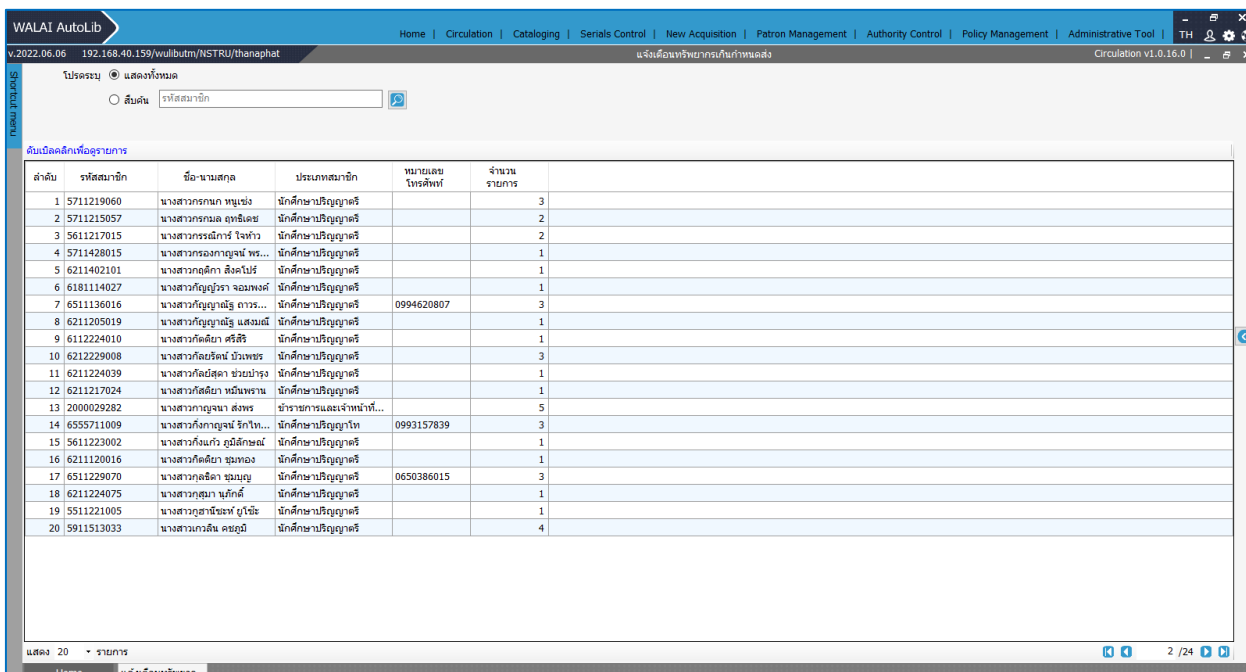 WALAI AutoLib
Home | Circulation | Cataloging | Serials Control | New Acquisition | Patron Management | Authority Control | Policy Management | Administrative Tool | TH
v.2022.06.06 192.168.40.159/wulibutm/NSTRU/thanaphat แจ้งเตือนทรัพยากรเกินกำหนดส่ง Circulation v1.0.16.0 |
Shortcut menu
โปรดระบุ แสดงทั้งหมด
สืบค้น รหัสสมาชิก
ดับเบิลคลิกเพื่อดูรายการ
ลำดับ รหัสสมาชิก ชื่อ-นามสกุล ประเภทสมาชิก หมายเลขโทรศัพท์ จำนวนรายการ
1 5711219060 นางสาวกรกนก หนูเซ่ง นักศึกษาปริญญาตรี 3
2 5711215057 นางสาวกรกมล ฤทธิเดช นักศึกษาปริญญาตรี 2
3 5611217015 นางสาวกรรณิการ์ ใจห้าว นักศึกษาปริญญาตรี 2
4 5711428015 นางสาวกรองกาญจน์ พร... นักศึกษาปริญญาตรี 1
5 6211402101 นางสาวกฤติกา สิงคโปร์ นักศึกษาปริญญาตรี 1
6 6181114027 นางสาวกัญญ์วรา จอมพงค์ นักศึกษาปริญญาตรี 1
7 6511136016 นางสาวกัญญาณัฐ ถาวร... นักศึกษาปริญญาตรี 0994620807 3
8 6211205019 นางสาวกัญญาณัฐ แสงมณี นักศึกษาปริญญาตรี 1
9 6112224010 นางสาวกัตติยา ศรีสิริ นักศึกษาปริญญาตรี 1
10 6212229008 นางสาวกัลยรัตน์ บัวเพชร นักศึกษาปริญญาตรี 3
11 6211224039 นางสาวกัลย์สุดา ช่วยบำรุง นักศึกษาปริญญาตรี 1
12 6211217024 นางสาวกัสติยา หมีนพราน นักศึกษาปริญญาตรี 1
13 2000029282 นางสาวกาญจนา ส่งพร ข้าราชการและเจ้าหน้าที่... 5
14 6555711009 นางสาวกิ่งกาญจน์ รักวิท... นักศึกษาปริญญาโท 0993157839 3
15 5611223002 นางสาวกิ่งแก้ว ภูมิลักษณ์ นักศึกษาปริญญาตรี 1
16 6211120016 นางสาวกิตติยา ชุมทอง นักศึกษาปริญญาตรี 1
17 6511229070 นางสาวกุลธิดา ชุมบุญ นักศึกษาปริญญาตรี 0650386015 3
18 6211224075 นางสาวกุสุมา นุภักดิ์ นักศึกษาปริญญาตรี 1
19 5511221005 นางสาวกูฮานีซะห์ ยูโซ๊ะ นักศึกษาปริญญาตรี 1
20 5911513033 นางสาวเกวลิน คชภูมิ นักศึกษาปริญญาตรี 4
แสดง 20 รายการ 2 /24